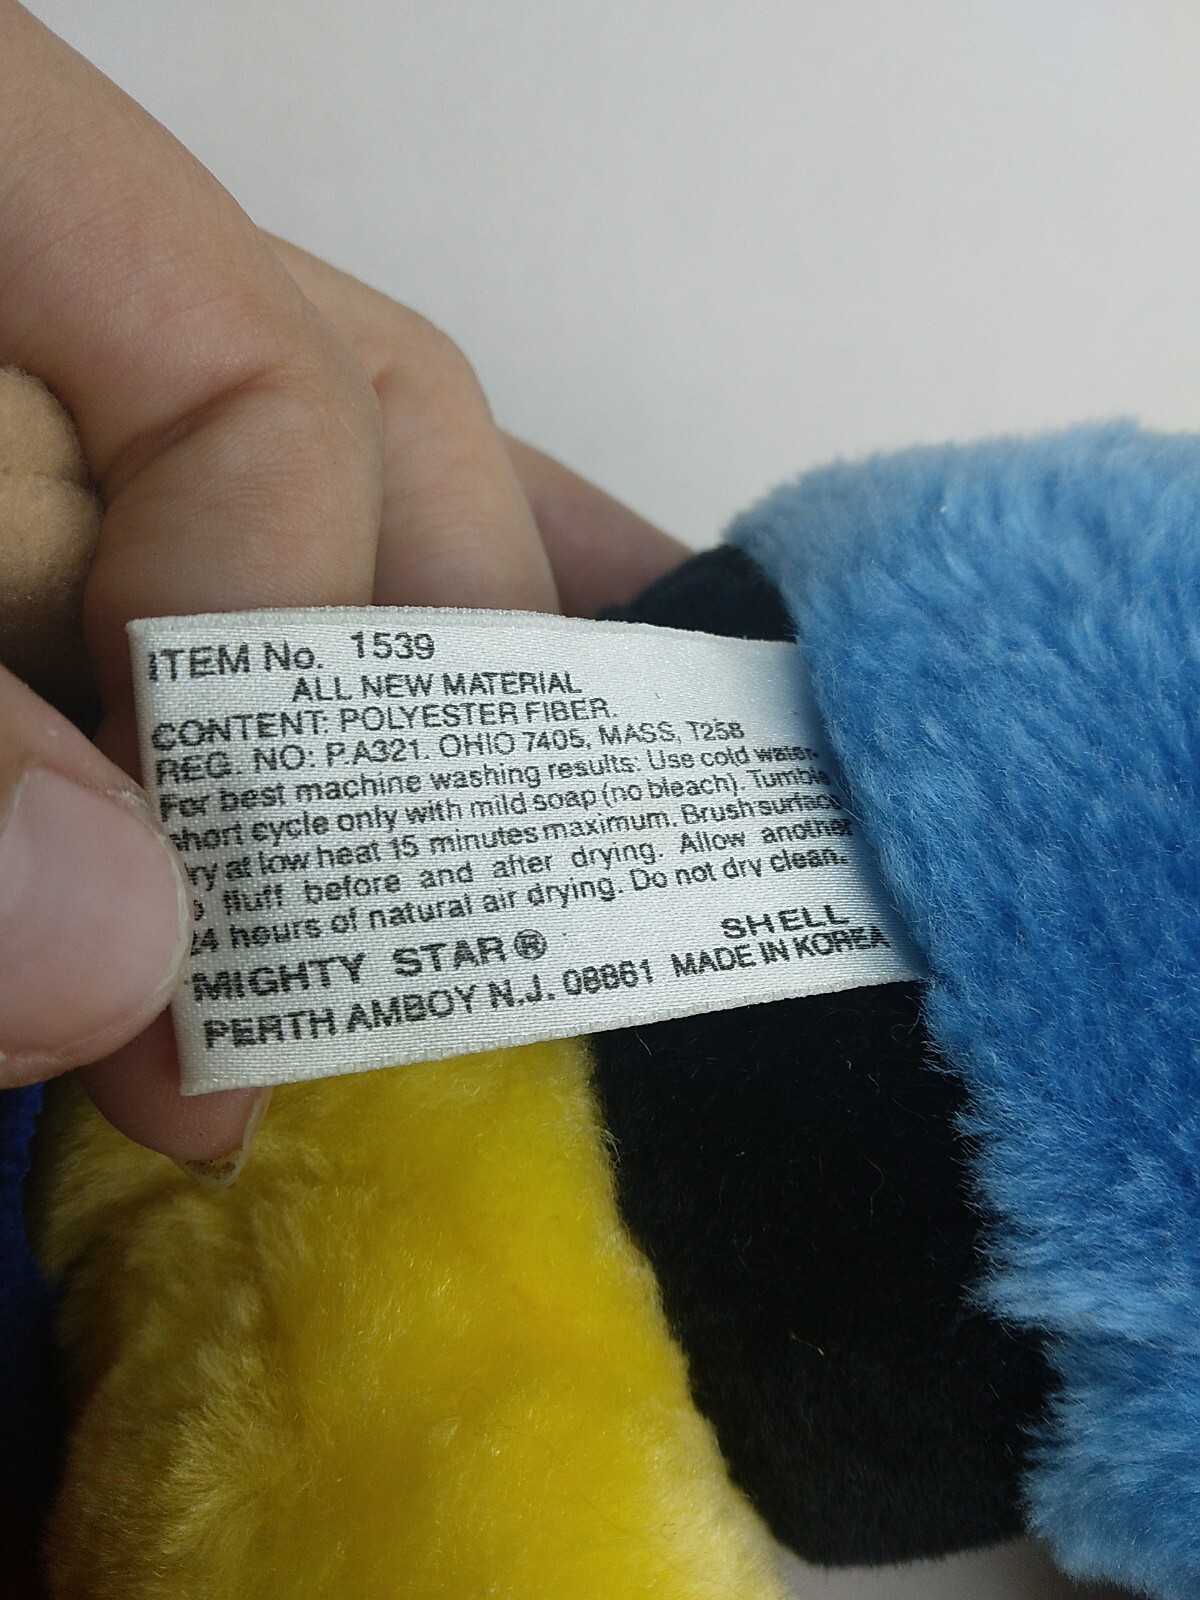 ITEM No. 1539
ALL NEW MATERIAL
CONTENT: POLYESTER FIBER.
REG. NO: P.A321. OHIO 7405, MASS, T258
For best machine washing results: Use cold water-
short cycle only with mild soap (no bleach). Tumble
ry at low heat 15 minutes maximum. Brush surface
o fluff before and after drying. Allow another
24 hours of natural air drying. Do not dry clean.
MIGHTY STAR® SHELL
PERTH AMBOY N.J. 08861 MADE IN KOREA